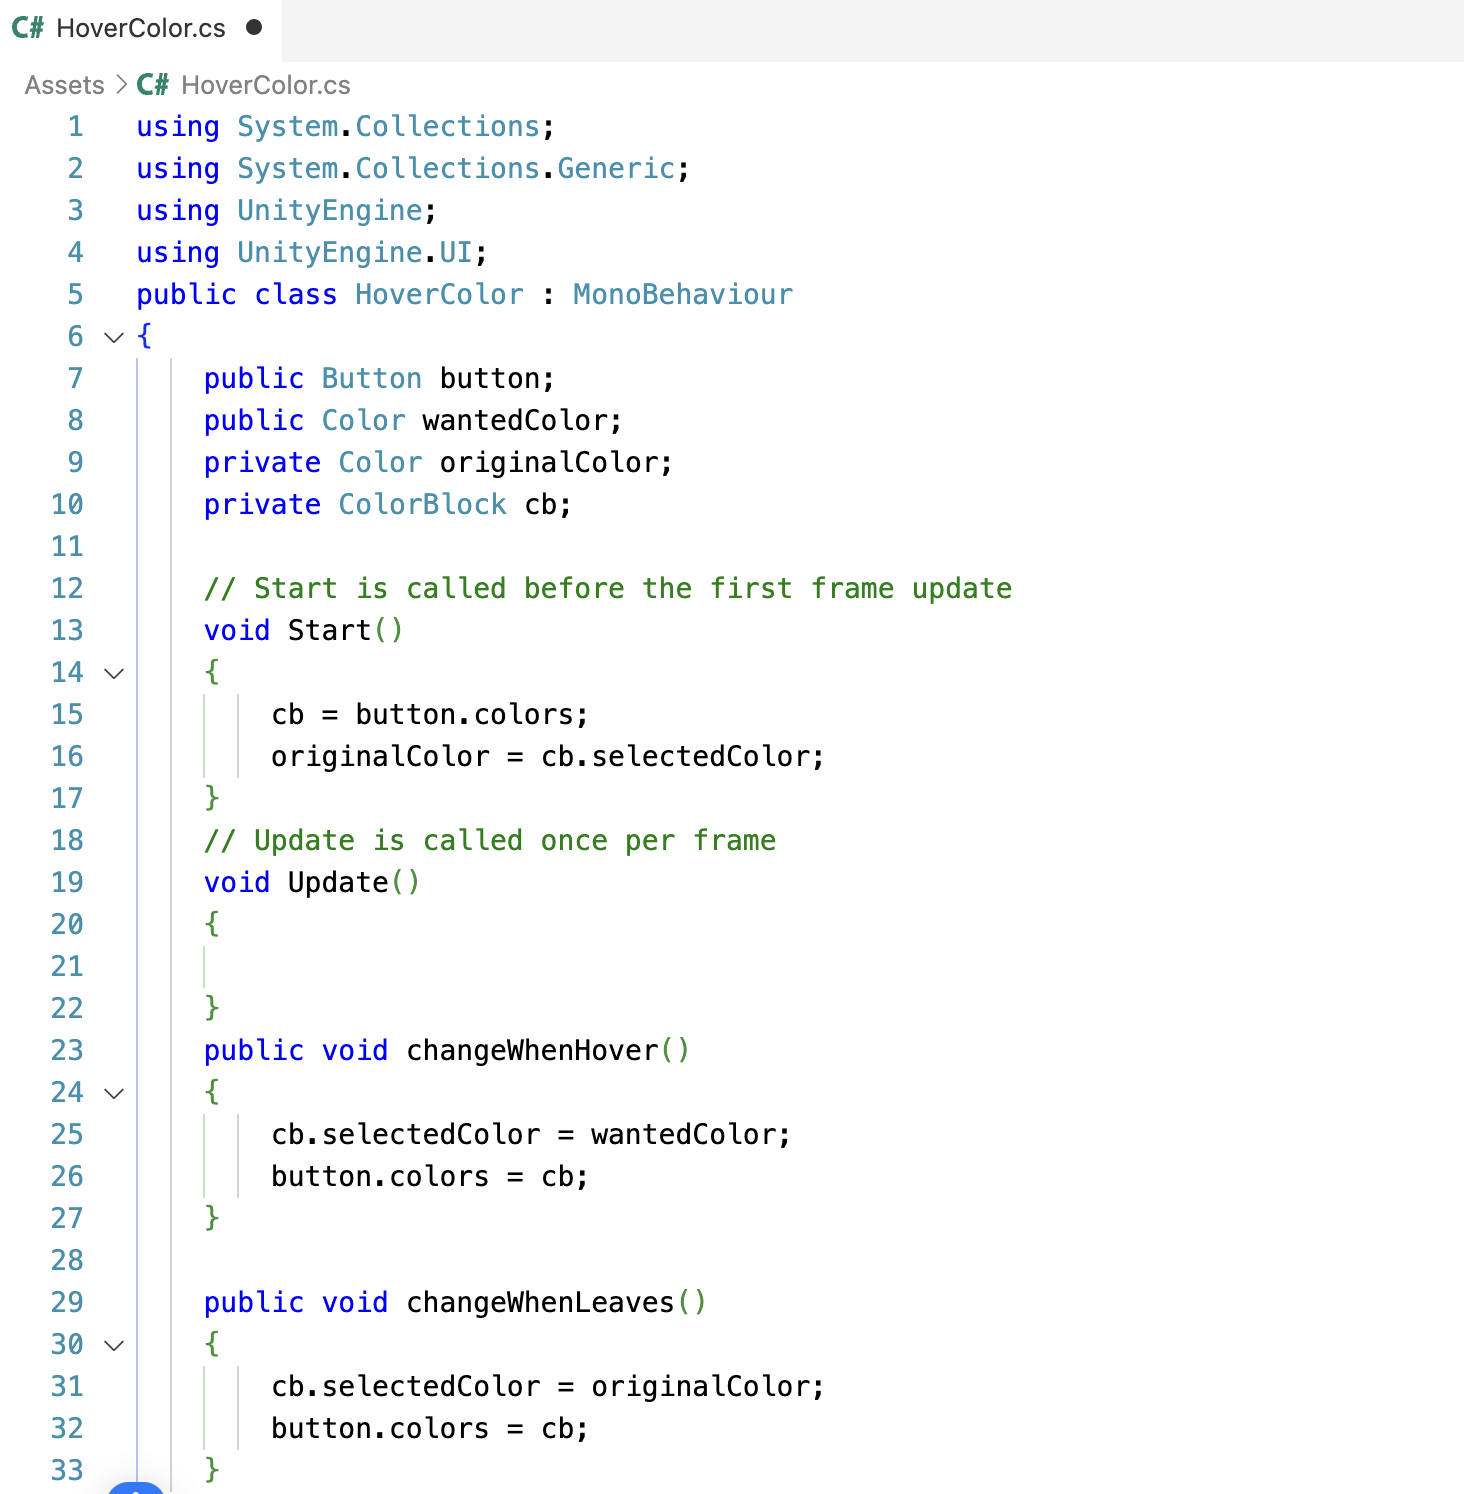 C# HoverColor.cs ●
Assets > C# HoverColor.cs
1 using System.Collections;
2 using System.Collections.Generic;
3 using UnityEngine;
4 using UnityEngine.UI;
5 public class HoverColor : MonoBehaviour
6 {
7     public Button button;
8     public Color wantedColor;
9     private Color originalColor;
10     private ColorBlock cb;
11
12     // Start is called before the first frame update
13     void Start()
14     {
15         cb = button.colors;
16         originalColor = cb.selectedColor;
17     }
18     // Update is called once per frame
19     void Update()
20     {
21
22     }
23     public void changeWhenHover()
24     {
25         cb.selectedColor = wantedColor;
26         button.colors = cb;
27     }
28
29     public void changeWhenLeaves()
30     {
31         cb.selectedColor = originalColor;
32         button.colors = cb;
33     }